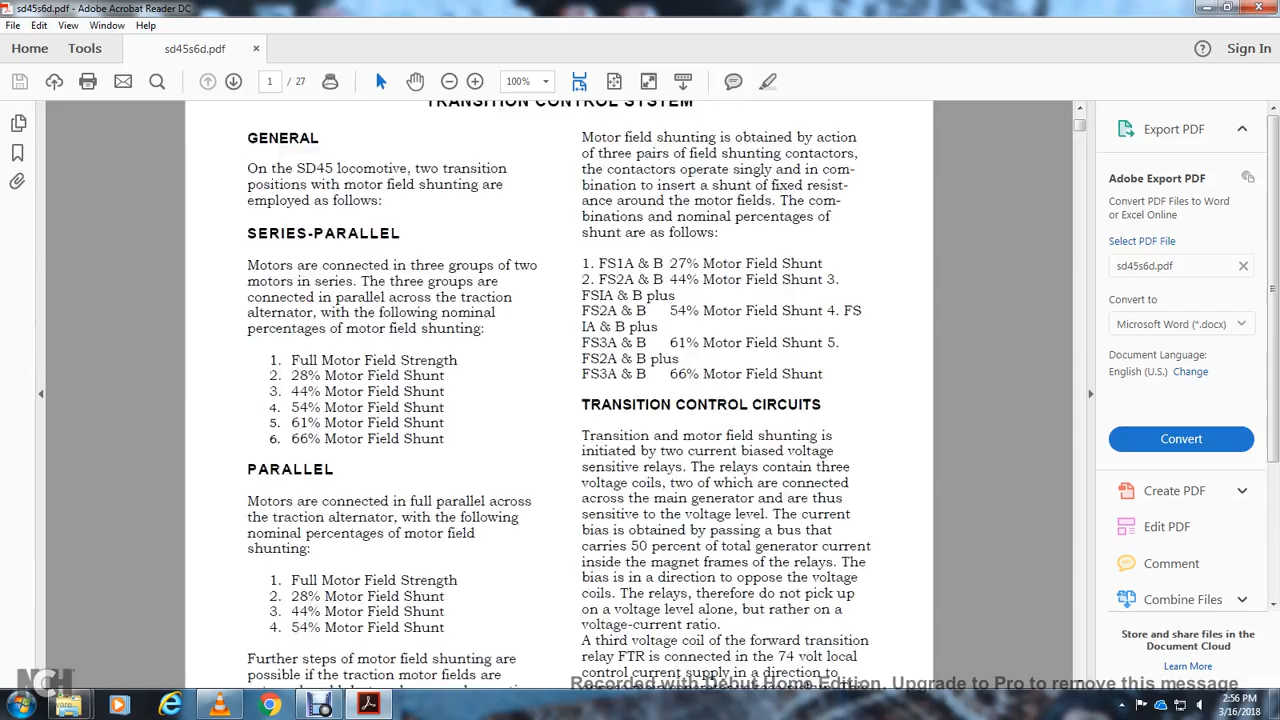 sd45s6d.pdf - Adobe Acrobat Reader DC
File Edit View Window Help
Home Tools sd45s6d.pdf × ? Sign In
1 / 27 100%
TRANSITION CONTROL SYSTEM
GENERAL
On the SD45 locomotive, two transition
positions with motor field shunting are
employed as follows:
SERIES-PARALLEL
Motors are connected in three groups of two
motors in series. The three groups are
connected in parallel across the traction
alternator, with the following nominal
percentages of motor field shunting:
1. Full Motor Field Strength
2. 28% Motor Field Shunt
3. 44% Motor Field Shunt
4. 54% Motor Field Shunt
5. 61% Motor Field Shunt
6. 66% Motor Field Shunt
PARALLEL
Motors are connected in full parallel across
the traction alternator, with the following
nominal percentages of motor field
shunting:
1. Full Motor Field Strength
2. 28% Motor Field Shunt
3. 44% Motor Field Shunt
4. 54% Motor Field Shunt
Further steps of motor field shunting are
possible if the traction motor fields are
Motor field shunting is obtained by action
of three pairs of field shunting contactors,
the contactors operate singly and in com-
bination to insert a shunt of fixed resist-
ance around the motor fields. The com-
binations and nominal percentages of
shunt are as follows:
1. FS1A & B 27% Motor Field Shunt
2. FS2A & B 44% Motor Field Shunt 3.
FSIA & B plus
FS2A & B 54% Motor Field Shunt 4. FS
IA & B plus
FS3A & B 61% Motor Field Shunt 5.
FS2A & B plus
FS3A & B 66% Motor Field Shunt
TRANSITION CONTROL CIRCUITS
Transition and motor field shunting is
initiated by two current biased voltage
sensitive relays. The relays contain three
voltage coils, two of which are connected
across the main generator and are thus
sensitive to the voltage level. The current
bias is obtained by passing a bus that
carries 50 percent of total generator current
inside the magnet frames of the relays. The
bias is in a direction to oppose the voltage
coils. The relays, therefore do not pick up
on a voltage level alone, but rather on a
voltage-current ratio.
A third voltage coil of the forward transition
relay FTR is connected in the 74 volt local
control current supply in a direction to
Export PDF
Adobe Export PDF
Convert PDF Files to Word
or Excel Online
Select PDF File
sd45s6d.pdf
Convert to
Microsoft Word (*.docx)
Document Language:
English (U.S.) Change
Convert
Create PDF
Edit PDF
Comment
Combine Files
Store and share files in the
Document Cloud
Learn More
NCH
Recorded with Debut Home Edition. Upgrade to Pro to remove this message
2:56 PM
3/16/2018